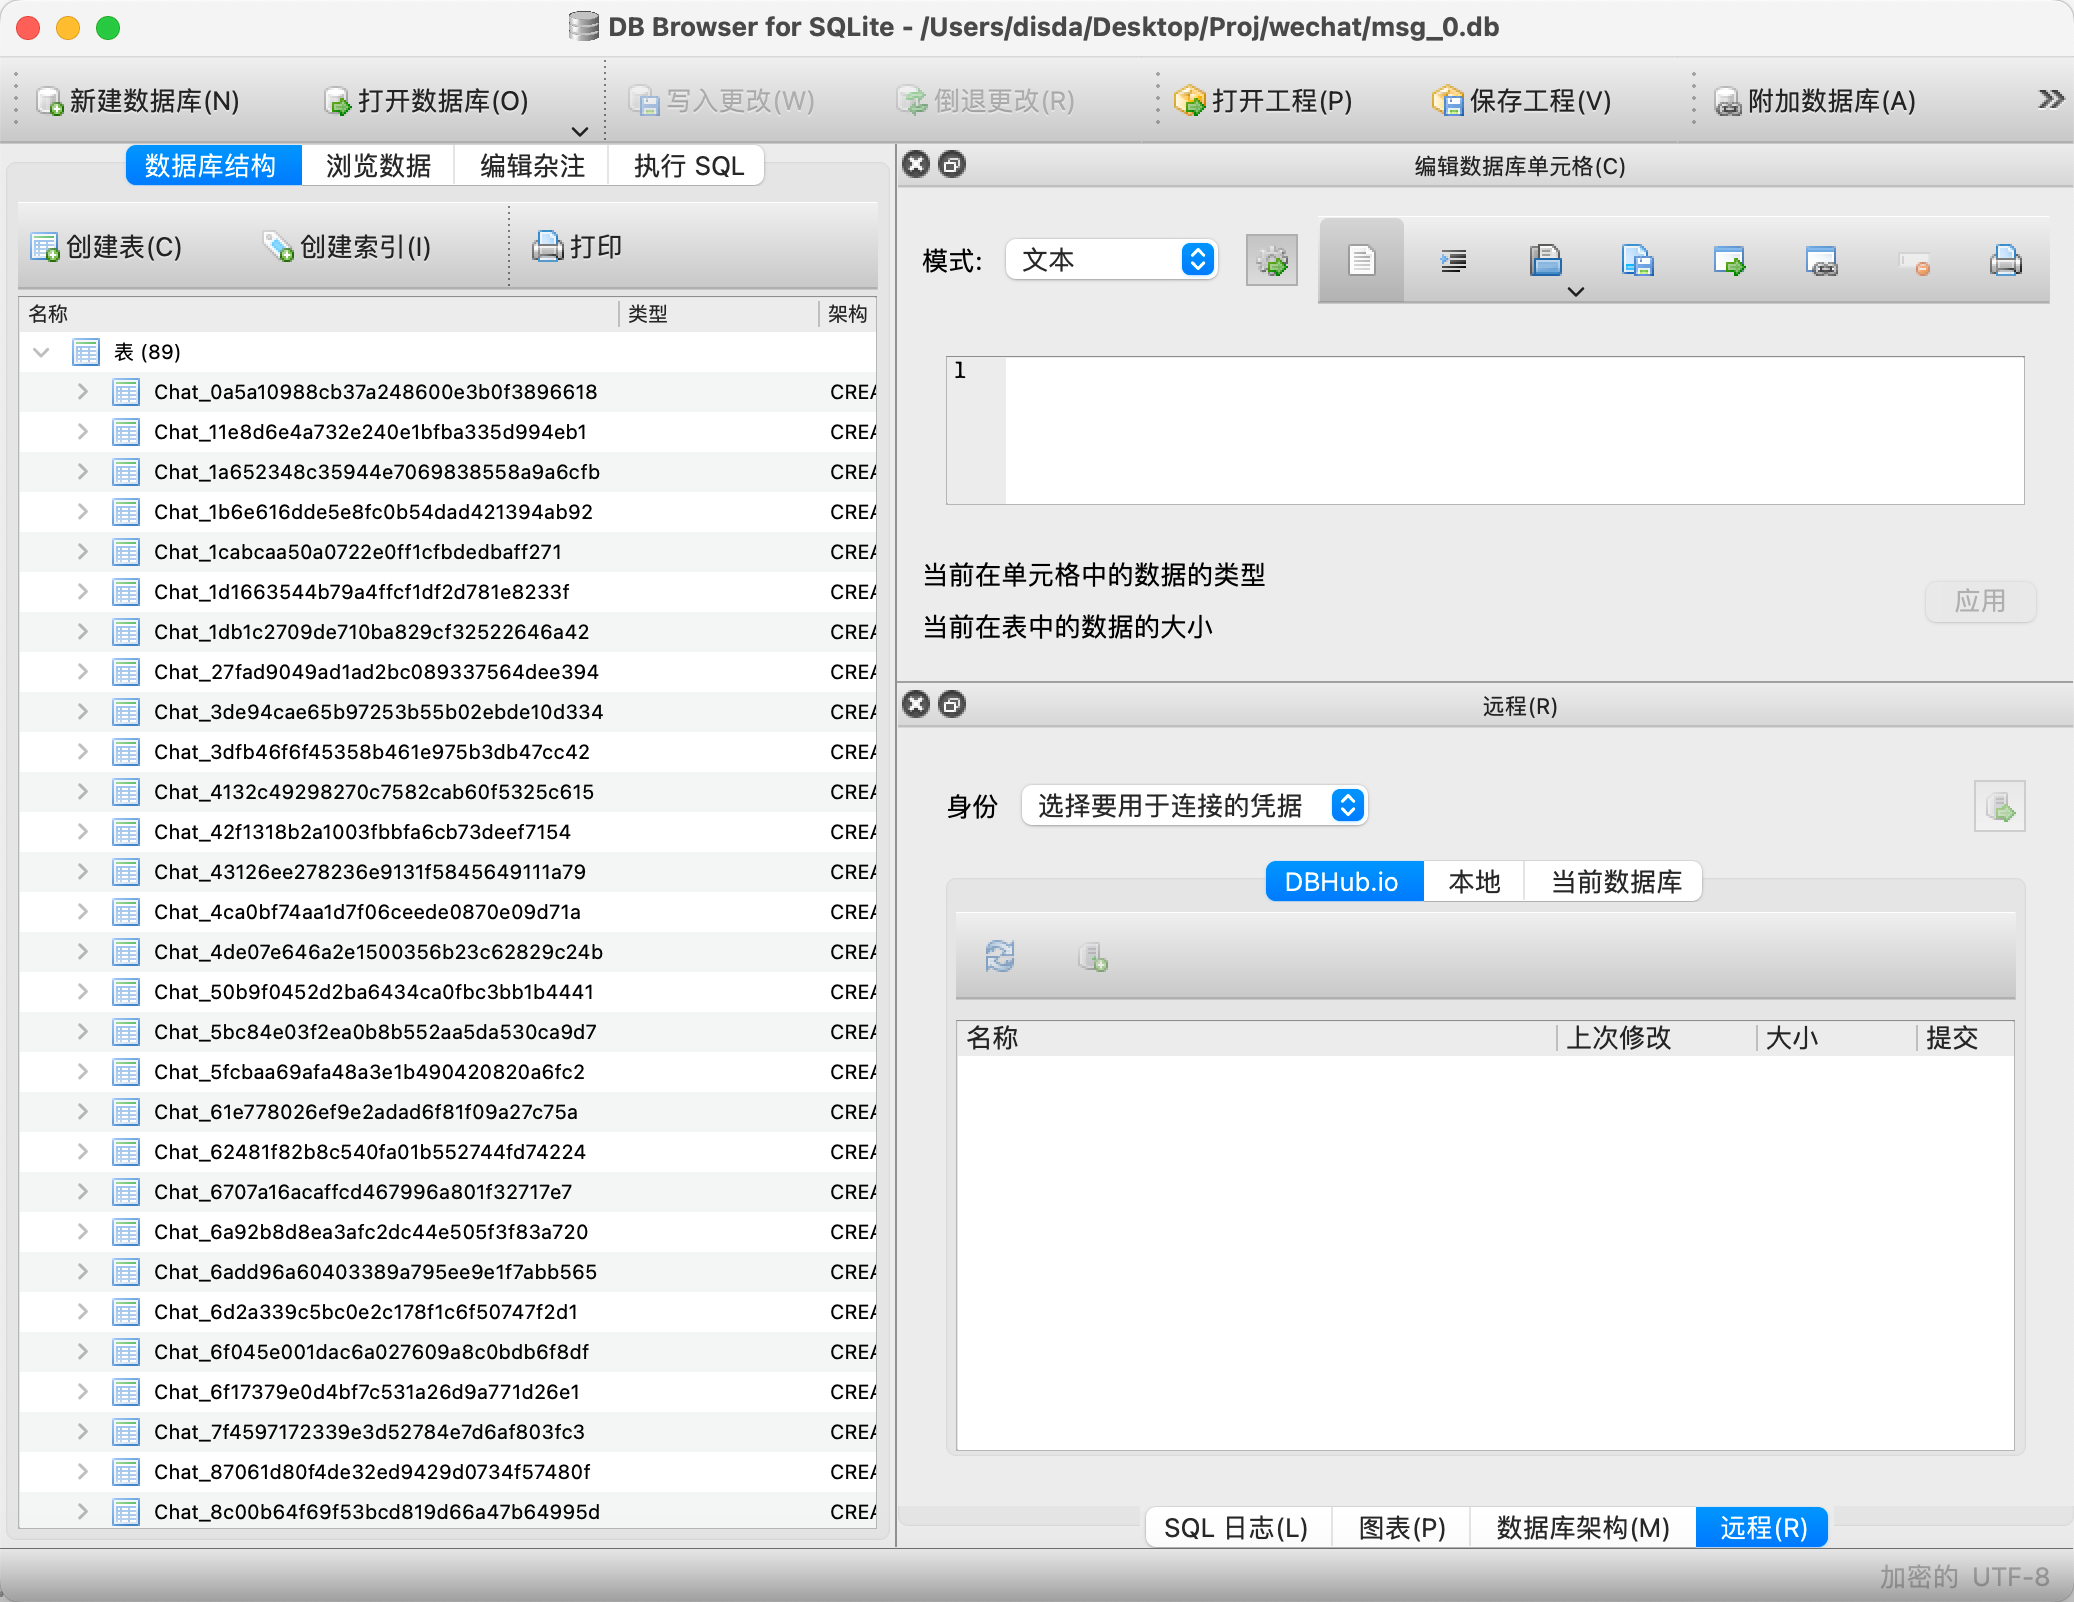 DB Browser for SQLite - /Users/disda/Desktop/Proj/wechat/msg_0.db
新建数据库(N) 打开数据库(O) 写入更改(W) 倒退更改(R) 打开工程(P) 保存工程(V) 附加数据库(A)
数据库结构 浏览数据 编辑杂注 执行 SQL
创建表(C) 创建索引(I) 打印
名称 类型 架构
表 (89)
Chat_0a5a10988cb37a248600e3b0f3896618 CREA
Chat_11e8d6e4a732e240e1bfba335d994eb1 CREA
Chat_1a652348c35944e7069838558a9a6cfb CREA
Chat_1b6e616dde5e8fc0b54dad421394ab92 CREA
Chat_1cabcaa50a0722e0ff1cfbdedbaff271 CREA
Chat_1d1663544b79a4ffcf1df2d781e8233f CREA
Chat_1db1c2709de710ba829cf32522646a42 CREA
Chat_27fad9049ad1ad2bc089337564dee394 CREA
Chat_3de94cae65b97253b55b02ebde10d334 CREA
Chat_3dfb46f6f45358b461e975b3db47cc42 CREA
Chat_4132c49298270c7582cab60f5325c615 CREA
Chat_42f1318b2a1003fbbfa6cb73deef7154 CREA
Chat_43126ee278236e9131f5845649111a79 CREA
Chat_4ca0bf74aa1d7f06ceede0870e09d71a CREA
Chat_4de07e646a2e1500356b23c62829c24b CREA
Chat_50b9f0452d2ba6434ca0fbc3bb1b4441 CREA
Chat_5bc84e03f2ea0b8b552aa5da530ca9d7 CREA
Chat_5fcbaa69afa48a3e1b490420820a6fc2 CREA
Chat_61e778026ef9e2adad6f81f09a27c75a CREA
Chat_62481f82b8c540fa01b552744fd74224 CREA
Chat_6707a16acaffcd467996a801f32717e7 CREA
Chat_6a92b8d8ea3afc2dc44e505f3f83a720 CREA
Chat_6add96a60403389a795ee9e1f7abb565 CREA
Chat_6d2a339c5bc0e2c178f1c6f50747f2d1 CREA
Chat_6f045e001dac6a027609a8c0bdb6f8df CREA
Chat_6f17379e0d4bf7c531a26d9a771d26e1 CREA
Chat_7f4597172339e3d52784e7d6af803fc3 CREA
Chat_87061d80f4de32ed9429d0734f57480f CREA
Chat_8c00b64f69f53bcd819d66a47b64995d CREA
编辑数据库单元格(C)
模式: 文本
1
当前在单元格中的数据的类型
应用
当前在表中的数据的大小
远程(R)
身份 选择要用于连接的凭据
DBHub.io 本地 当前数据库
名称 上次修改 大小 提交
SQL 日志(L) 图表(P) 数据库架构(M) 远程(R)
加密的 UTF-8